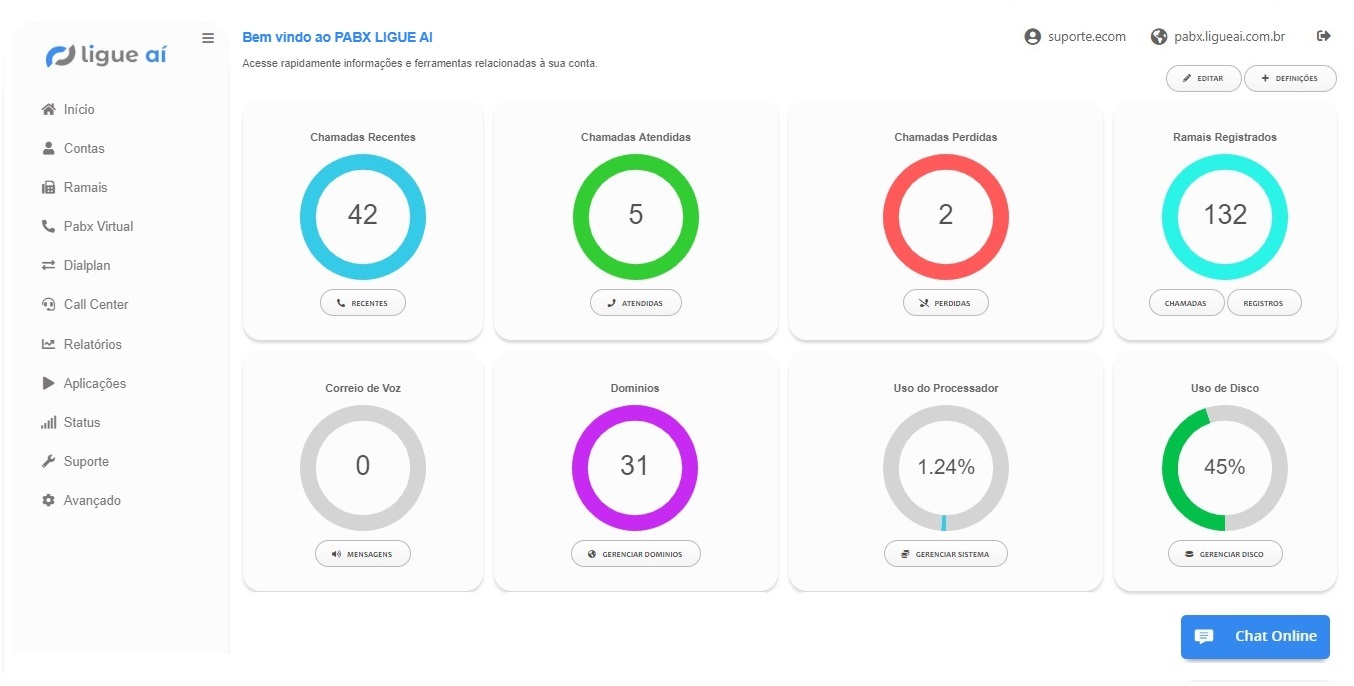 ligue aí
Início
Contas
Ramais
Pabx Virtual
Dialplan
Call Center
Relatórios
Aplicações
Status
Suporte
Avançado
Bem vindo ao PABX LIGUE AI
Acesse rapidamente informações e ferramentas relacionadas à sua conta.
suporte.ecom
pabx.ligueai.com.br
EDITAR
DEFINIÇÕES
Chamadas Recentes
42
RECENTES
Chamadas Atendidas
5
ATENDIDAS
Chamadas Perdidas
2
PERDIDAS
Ramais Registrados
132
CHAMADAS
REGISTROS
Correio de Voz
0
MENSAGENS
Domínios
31
GERENCIAR DOMINIOS
Uso do Processador
1.24%
GERENCIAR SISTEMA
Uso de Disco
45%
GERENCIAR DISCO
Chat Online